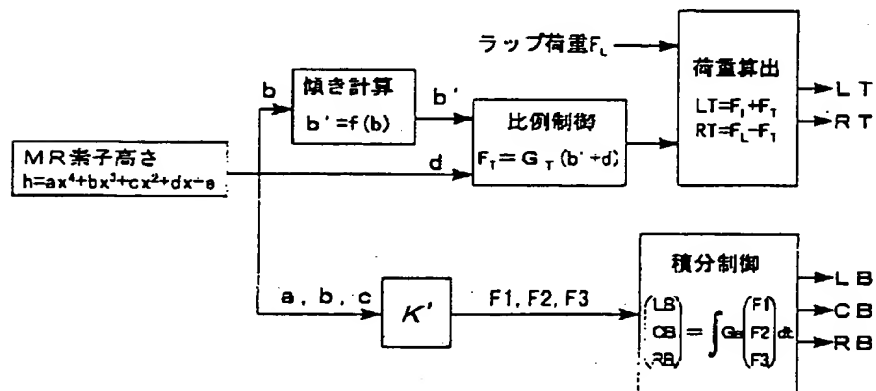 ラップ荷重F_L
荷重算出
LT=F_L+F_T
RT=F_L-F_T
LT
RT
b
傾き計算
b'=f(b)
b'
比例制御
F_T=G_T(b'+d)
MR素子高さ
h=ax⁴+bx³+cx²+dx+e
d
a, b, c
K'
F1, F2, F3
積分制御
(LB CB RB) = ∫G_B(F1 F2 F3)dt
LB
CB
RB